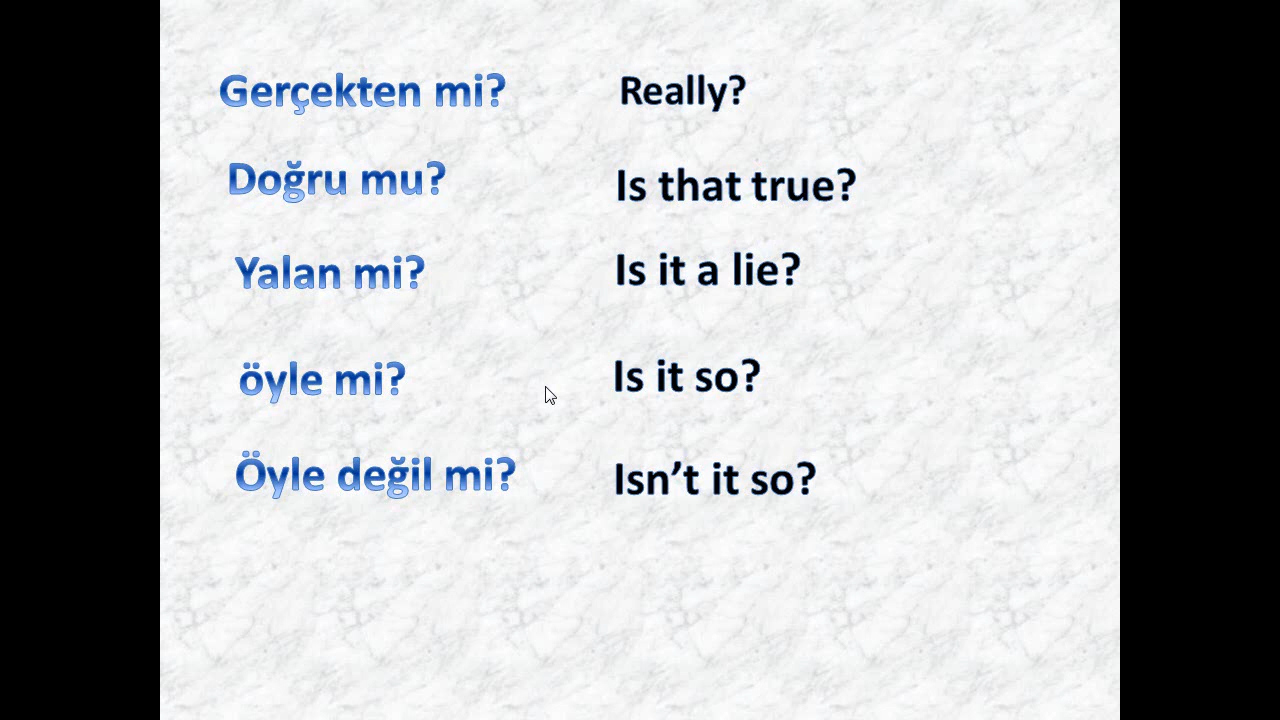 Gerçekten mi? Really?
Doğru mu? Is that true?
Yalan mi? Is it a lie?
öyle mi? Is it so?
Öyle değil mi? Isn’t it so?